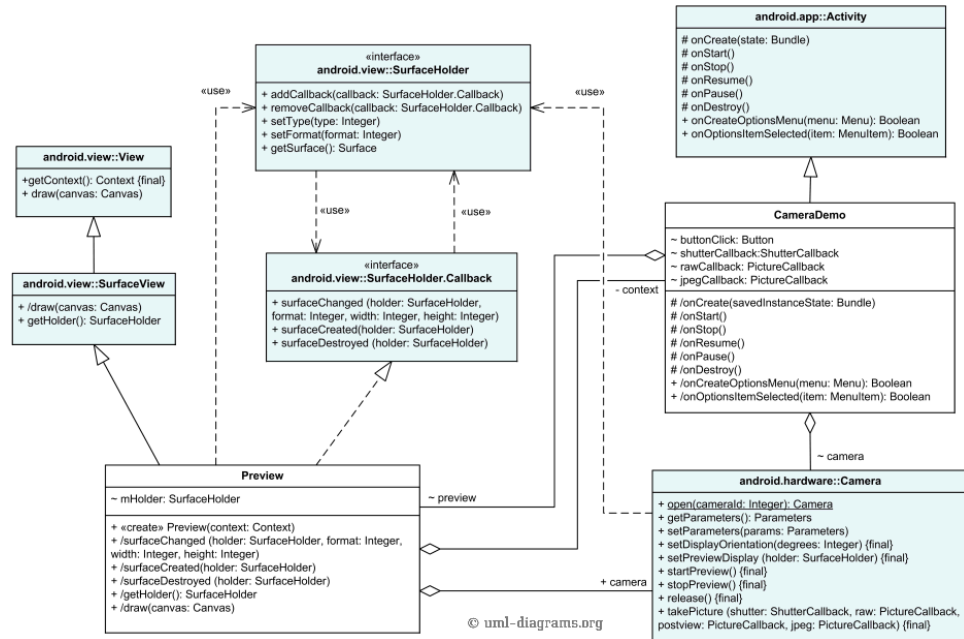 android.app::Activity
# onCreate(state: Bundle)
# onStart()
# onStop()
# onResume()
# onPause()
# onDestroy()
+ onCreateOptionsMenu(menu: Menu): Boolean
+ onOptionsItemSelected(item: MenuItem): Boolean
«interface»
android.view::SurfaceHolder
+ addCallback(callback: SurfaceHolder.Callback)
+ removeCallback(callback: SurfaceHolder.Callback)
+ setType(type: Integer)
+ setFormat(format: Integer)
+ getSurface(): Surface
«use»
«use»
android.view::View
+getContext(): Context {final}
+ draw(canvas: Canvas)
«use»
«use»
CameraDemo
~ buttonClick: Button
~ shutterCallback:ShutterCallback
~ rawCallback: PictureCallback
~ jpegCallback: PictureCallback
# /onCreate(savedInstanceState: Bundle)
# /onStart()
# /onStop()
# /onResume()
# /onPause()
# /onDestroy()
+ /onCreateOptionsMenu(menu: Menu): Boolean
+ /onOptionsItemSelected(item: MenuItem): Boolean
«interface»
android.view::SurfaceHolder.Callback
+ surfaceChanged (holder: SurfaceHolder,
format: Integer, width: Integer, height: Integer)
+ surfaceCreated(holder: SurfaceHolder)
+ surfaceDestroyed (holder: SurfaceHolder)
- context
android.view::SurfaceView
+ /draw(canvas: Canvas)
+ getHolder(): SurfaceHolder
~ camera
Preview
~ mHolder: SurfaceHolder
+ «create» Preview(context: Context)
+ /surfaceChanged (holder: SurfaceHolder, format: Integer,
width: Integer, height: Integer)
+ /surfaceCreated(holder: SurfaceHolder)
+ /surfaceDestroyed (holder: SurfaceHolder)
+ /getHolder(): SurfaceHolder
+ /draw(canvas: Canvas)
~ preview
+ camera
android.hardware::Camera
+ open(cameraId: Integer): Camera
+ getParameters(): Parameters
+ setParameters(params: Parameters)
+ setDisplayOrientation(degrees: Integer) {final}
+ setPreviewDisplay (holder: SurfaceHolder) {final}
+ startPreview() {final}
+ stopPreview() {final}
+ release() {final}
+ takePicture (shutter: ShutterCallback, raw: PictureCallback,
postview: PictureCallback, jpeg: PictureCallback) {final}
© uml-diagrams.org